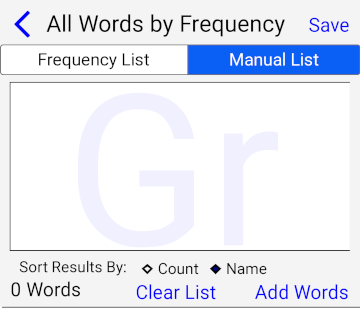 All Words by Frequency Save
Frequency List Manual List
Gr
Sort Results By: Count Name
0 Words Clear List Add Words